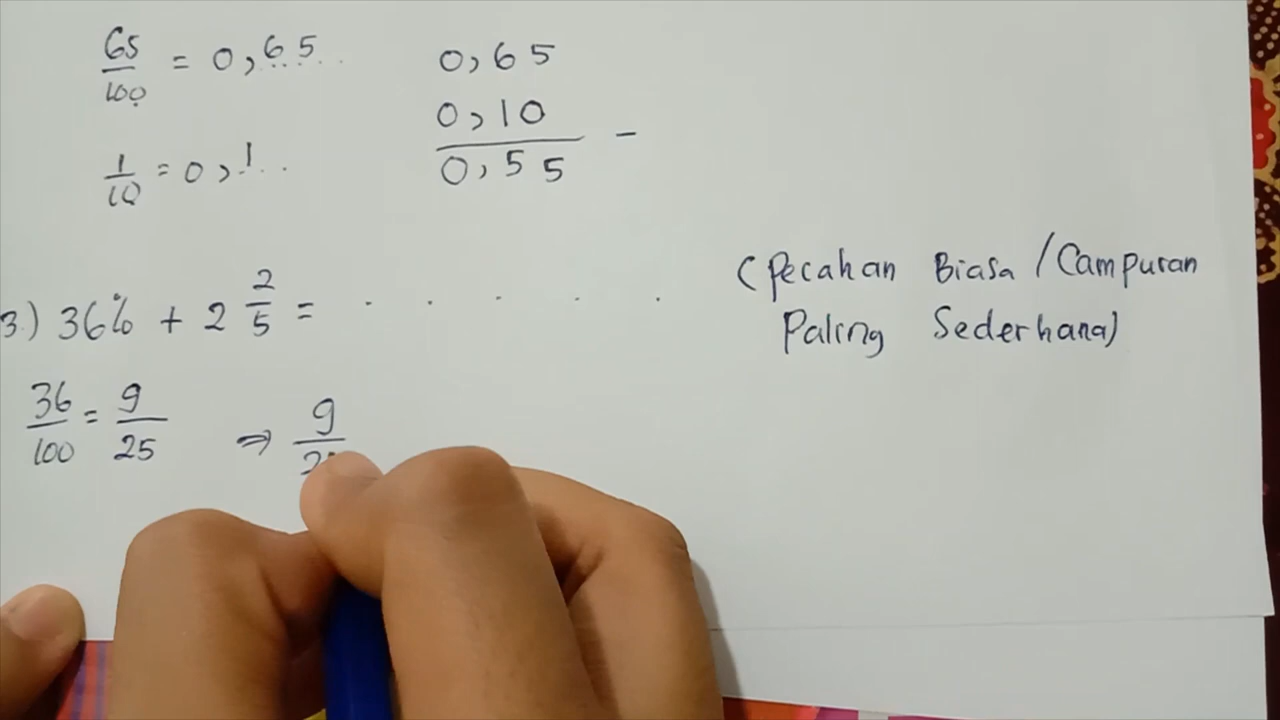 65/100 = 0,65
0,65
0,10 -
0,55
1/10 = 0,1
3.) 36% + 2 2/5 = . . . . .
(Pecahan Biasa / Campuran
Paling Sederhana)
36/100 = 9/25 ⇒ 9/